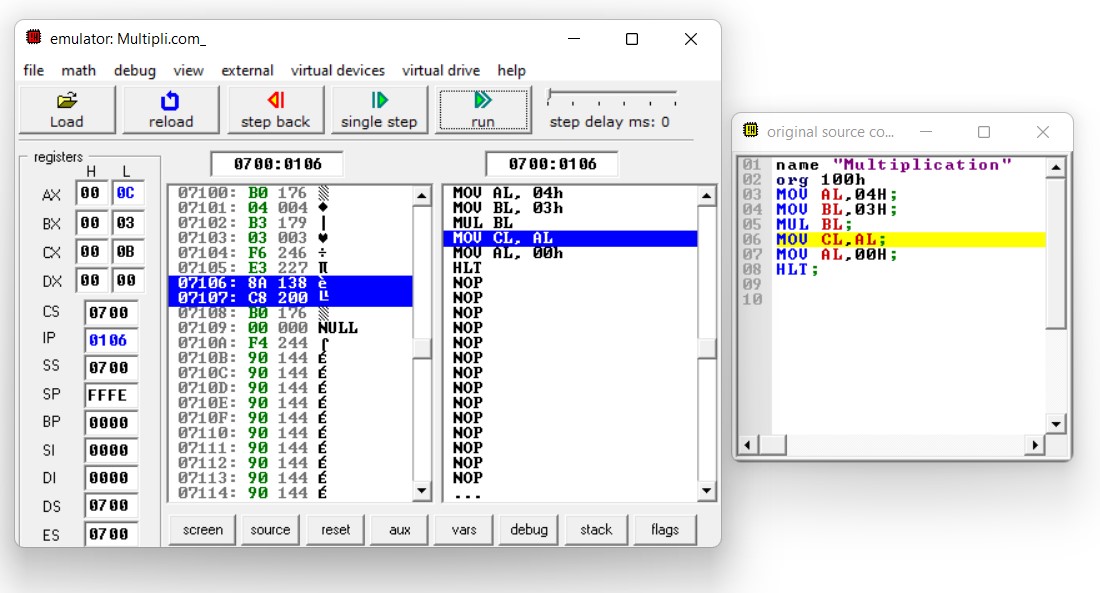 emulator: Multipli.com_
file math debug view external virtual devices virtual drive help
Load reload step back single step run step delay ms: 0
registers
H L
AX 00 0C
BX 00 03
CX 00 0B
DX 00 00
CS 0700
IP 0106
SS 0700
SP FFFE
BP 0000
SI 0000
DI 0000
DS 0700
ES 0700
0700:0106
07100: B0 176 ▒
07101: 04 004 ♦
07102: B3 179 │
07103: 03 003 ♥
07104: F6 246 ÷
07105: E3 227 π
07106: 8A 138 è
07107: C8 200 ╚
07108: B0 176 ▒
07109: 00 000 NULL
0710A: F4 244 ⌠
0710B: 90 144 É
0710C: 90 144 É
0710D: 90 144 É
0710E: 90 144 É
0710F: 90 144 É
07110: 90 144 É
07111: 90 144 É
07112: 90 144 É
07113: 90 144 É
07114: 90 144 É
0700:0106
MOV AL, 04h
MOV BL, 03h
MUL BL
MOV CL, AL
MOV AL, 00h
HLT
NOP
NOP
NOP
NOP
NOP
NOP
NOP
NOP
NOP
NOP
NOP
NOP
NOP
NOP
...
screen source reset aux vars debug stack flags
original source co...
01 name "Multiplication"
02 org 100h
03 MOV AL,04H;
04 MOV BL,03H;
05 MUL BL;
06 MOV CL,AL;
07 MOV AL,00H;
08 HLT;
09
10